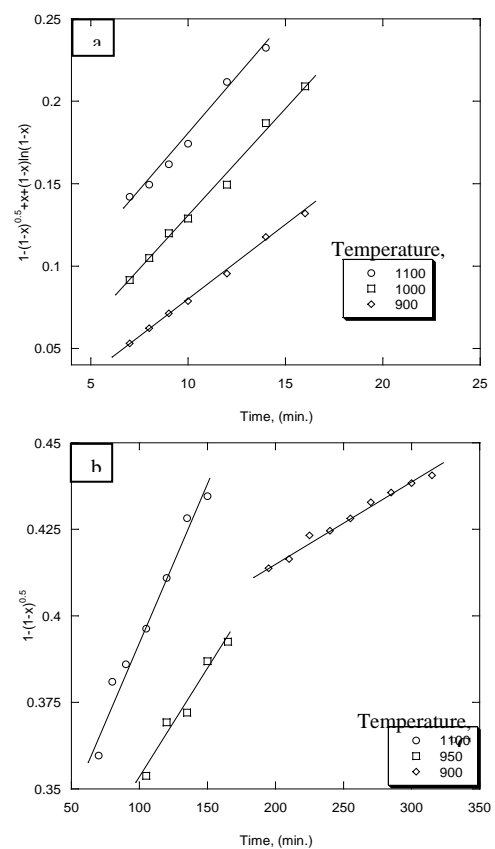 a
1-(1-x)^0.5+x+(1-x)ln(1-x)
0.25
0.2
0.15
0.1
0.05
5 10 15 20 25
Time, (min.)
Temperature,
1100
1000
900
b
1-(1-x)^0.5
0.45
0.425
0.4
0.375
0.35
50 100 150 200 250 300 350
Time, (min.)
Temperature,
1100
950
900